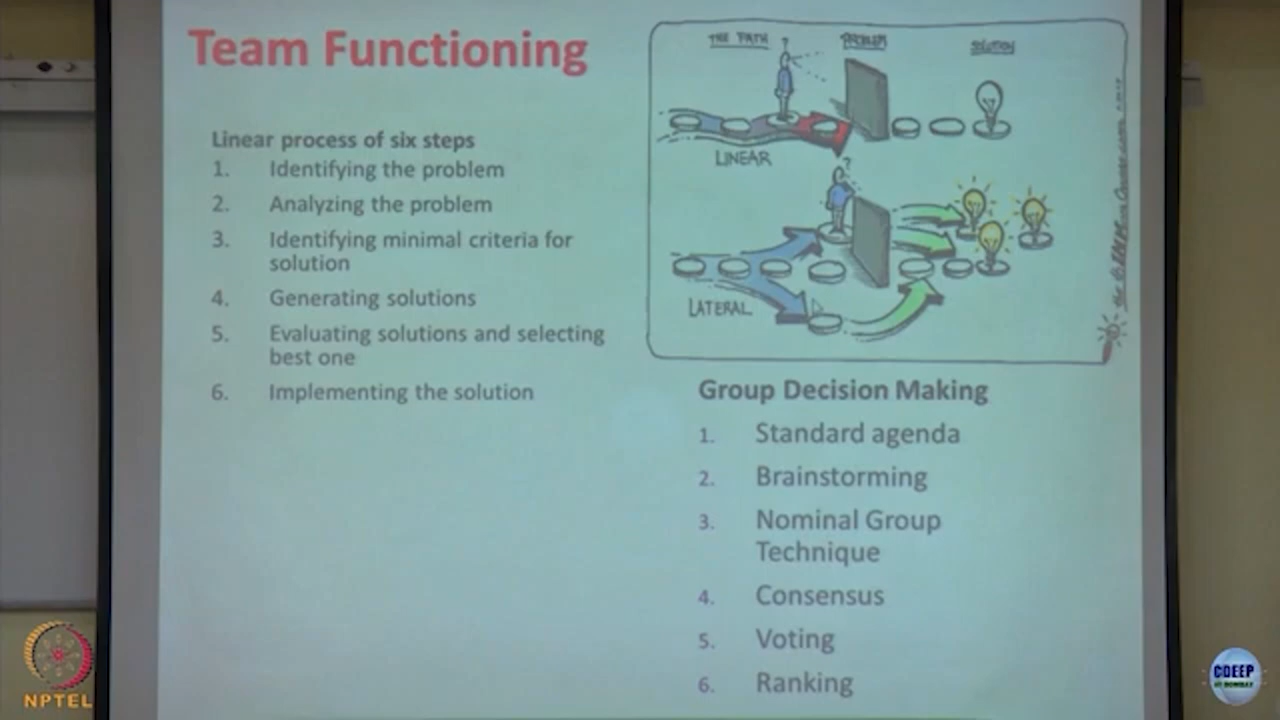 Team Functioning
Linear process of six steps
1. Identifying the problem
2. Analyzing the problem
3. Identifying minimal criteria for
solution
4. Generating solutions
5. Evaluating solutions and selecting
best one
6. Implementing the solution
THE PATH
PROBLEM
SOLUTION
?
LINEAR
?
LATERAL
Group Decision Making
1. Standard agenda
2. Brainstorming
3. Nominal Group
Technique
4. Consensus
5. Voting
6. Ranking
NPTEL
CDEEP
IIT BOMBAY